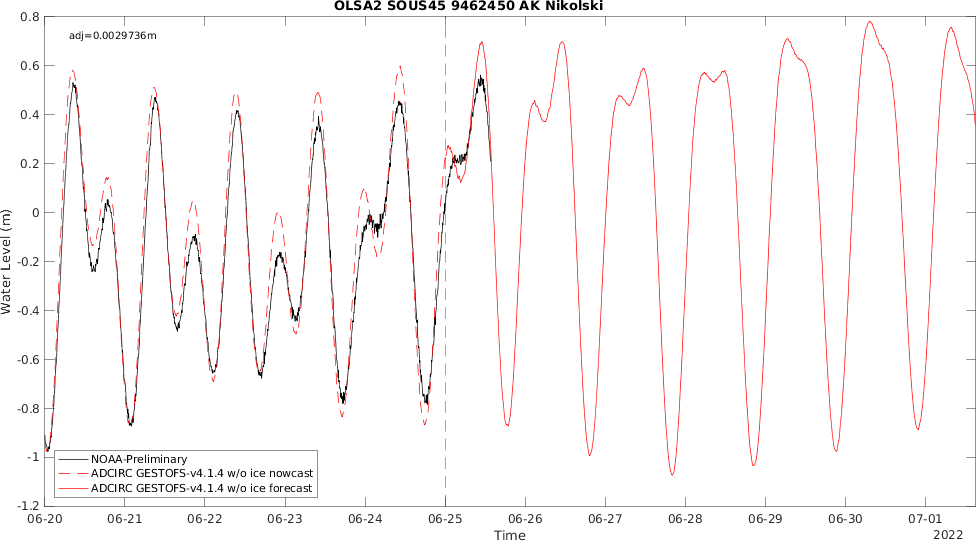 OLSA2 SOUS45 9462450 AK Nikolski
adj=0.0029736m
Water Level (m)
0.8
0.6
0.4
0.2
0
-0.2
-0.4
-0.6
-0.8
-1
-1.2
NOAA-Preliminary
ADCIRC GESTOFS-v4.1.4 w/o ice nowcast
ADCIRC GESTOFS-v4.1.4 w/o ice forecast
06-20 06-21 06-22 06-23 06-24 06-25 06-26 06-27 06-28 06-29 06-30 07-01
Time
2022